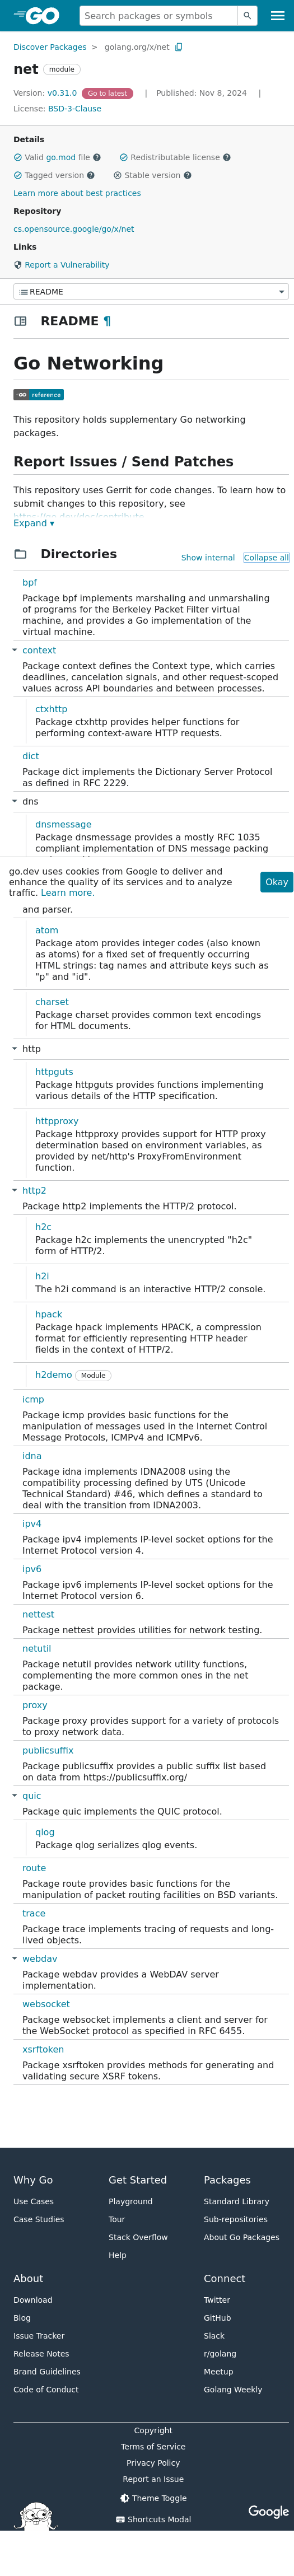 GO
Search packages or symbols
Discover Packages > golang.org/x/net
net module
Version: v0.31.0 Go to latest | Published: Nov 8, 2024 |
License: BSD-3-Clause
Details
Valid go.mod file Redistributable license
Tagged version Stable version
Learn more about best practices
Repository
cs.opensource.google/go/x/net
Links
Report a Vulnerability
README
README ¶
Go Networking
GO reference
This repository holds supplementary Go networking
packages.
Report Issues / Send Patches
This repository uses Gerrit for code changes. To learn how to
submit changes to this repository, see
Expand ▾
Directories Show internal Collapse all
bpf
Package bpf implements marshaling and unmarshaling
of programs for the Berkeley Packet Filter virtual
machine, and provides a Go implementation of the
virtual machine.
context
Package context defines the Context type, which carries
deadlines, cancelation signals, and other request-scoped
values across API boundaries and between processes.
ctxhttp
Package ctxhttp provides helper functions for
performing context-aware HTTP requests.
dict
Package dict implements the Dictionary Server Protocol
as defined in RFC 2229.
dns
dnsmessage
Package dnsmessage provides a mostly RFC 1035
compliant implementation of DNS message packing
go.dev uses cookies from Google to deliver and
enhance the quality of its services and to analyze
traffic. Learn more.
Okay
and parser.
atom
Package atom provides integer codes (also known
as atoms) for a fixed set of frequently occurring
HTML strings: tag names and attribute keys such as
"p" and "id".
charset
Package charset provides common text encodings
for HTML documents.
http
httpguts
Package httpguts provides functions implementing
various details of the HTTP specification.
httpproxy
Package httpproxy provides support for HTTP proxy
determination based on environment variables, as
provided by net/http's ProxyFromEnvironment
function.
http2
Package http2 implements the HTTP/2 protocol.
h2c
Package h2c implements the unencrypted "h2c"
form of HTTP/2.
h2i
The h2i command is an interactive HTTP/2 console.
hpack
Package hpack implements HPACK, a compression
format for efficiently representing HTTP header
fields in the context of HTTP/2.
h2demo Module
icmp
Package icmp provides basic functions for the
manipulation of messages used in the Internet Control
Message Protocols, ICMPv4 and ICMPv6.
idna
Package idna implements IDNA2008 using the
compatibility processing defined by UTS (Unicode
Technical Standard) #46, which defines a standard to
deal with the transition from IDNA2003.
ipv4
Package ipv4 implements IP-level socket options for the
Internet Protocol version 4.
ipv6
Package ipv6 implements IP-level socket options for the
Internet Protocol version 6.
nettest
Package nettest provides utilities for network testing.
netutil
Package netutil provides network utility functions,
complementing the more common ones in the net
package.
proxy
Package proxy provides support for a variety of protocols
to proxy network data.
publicsuffix
Package publicsuffix provides a public suffix list based
on data from https://publicsuffix.org/
quic
Package quic implements the QUIC protocol.
qlog
Package qlog serializes qlog events.
route
Package route provides basic functions for the
manipulation of packet routing facilities on BSD variants.
trace
Package trace implements tracing of requests and long-
lived objects.
webdav
Package webdav provides a WebDAV server
implementation.
websocket
Package websocket implements a client and server for
the WebSocket protocol as specified in RFC 6455.
xsrftoken
Package xsrftoken provides methods for generating and
validating secure XSRF tokens.
Why Go
Use Cases
Case Studies
Get Started
Playground
Tour
Stack Overflow
Help
Packages
Standard Library
Sub-repositories
About Go Packages
About
Download
Blog
Issue Tracker
Release Notes
Brand Guidelines
Code of Conduct
Connect
Twitter
GitHub
Slack
r/golang
Meetup
Golang Weekly
Copyright
Terms of Service
Privacy Policy
Report an Issue
Theme Toggle
Shortcuts Modal
Google